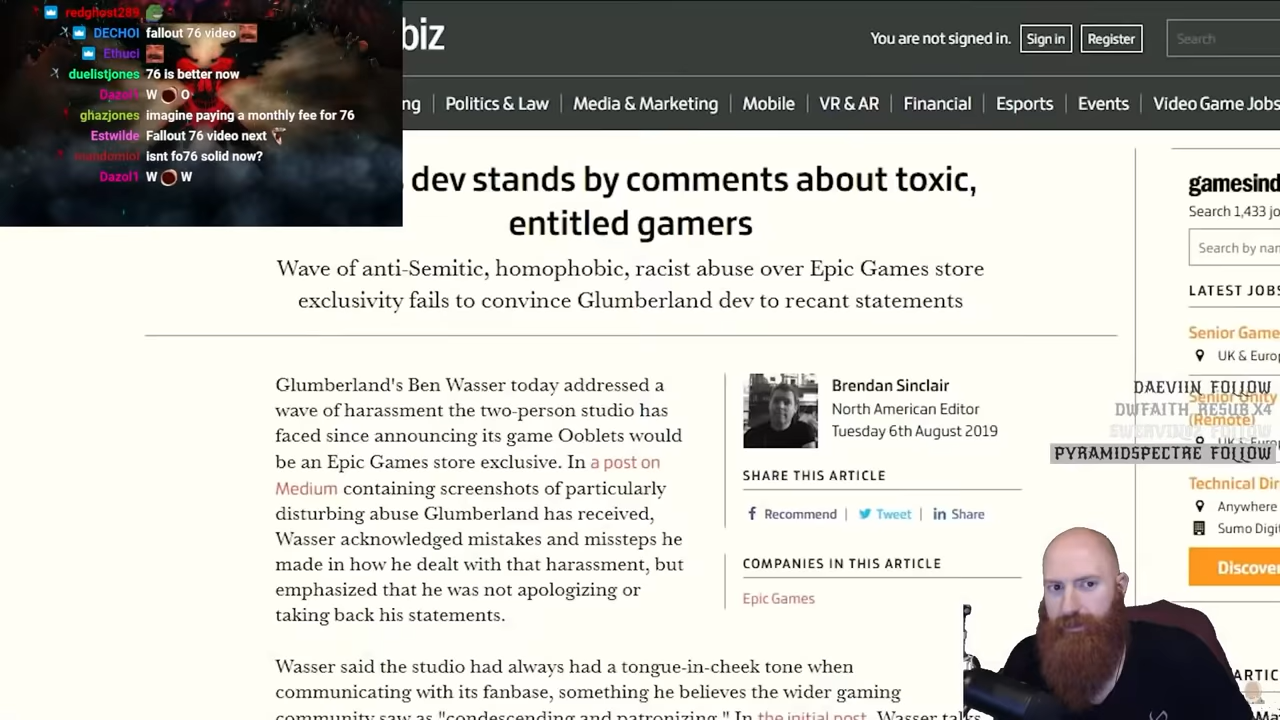 redghost289
DECHOI fallout 76 video
Ethuci
duelistjones 76 is better now
Dazol1 W O
ghazjones imagine paying a monthly fee for 76
Estwilde Fallout 76 video next
isnt fo76 solid now?
Dazol1 W W
biz
You are not signed in. Sign in Register Search
ng Politics & Law Media & Marketing Mobile VR & AR Financial Esports Events Video Game Jobs
dev stands by comments about toxic,
entitled gamers
Wave of anti-Semitic, homophobic, racist abuse over Epic Games store
exclusivity fails to convince Glumberland dev to recant statements
Glumberland's Ben Wasser today addressed a
wave of harassment the two-person studio has
faced since announcing its game Ooblets would
be an Epic Games store exclusive. In a post on
Medium containing screenshots of particularly
disturbing abuse Glumberland has received,
Wasser acknowledged mistakes and missteps he
made in how he dealt with that harassment, but
emphasized that he was not apologizing or
taking back his statements.
Wasser said the studio had always had a tongue-in-cheek tone when
communicating with its fanbase, something he believes the wider gaming
community saw as "condescending and patronizing." In the initial post, Wasser talks
Brendan Sinclair
North American Editor
Tuesday 6th August 2019
SHARE THIS ARTICLE
Recommend Tweet Share
COMPANIES IN THIS ARTICLE
Epic Games
gamesind
Search 1,433 jo
Search by nam
LATEST JOBS
Senior Game
UK & Europ
Senior Unity
(Remote)
UK & Europ
Technical Dir
Anywhere
Sumo Digit
Discover
ARTIC
DAEVIIN FOLLOW
DWFAITH RESUB X4
PYRAMIDSPECTRE FOLLOW